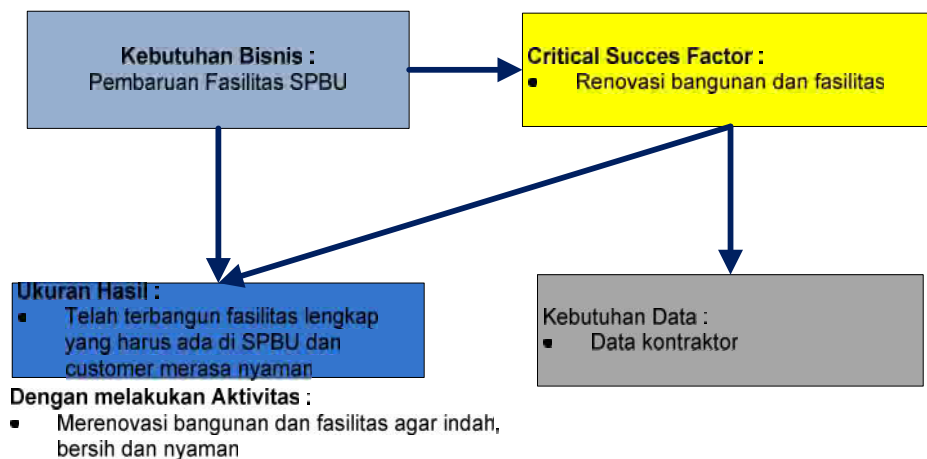 Kebutuhan Bisnis :
Pembaruan Fasilitas SPBU
Critical Succes Factor :
▪ Renovasi bangunan dan fasilitas
Ukuran Hasil :
▪ Telah terbangun fasilitas lengkap
yang harus ada di SPBU dan
customer merasa nyaman
Kebutuhan Data :
▪ Data kontraktor
Dengan melakukan Aktivitas :
▪ Merenovasi bangunan dan fasilitas agar indah,
bersih dan nyaman